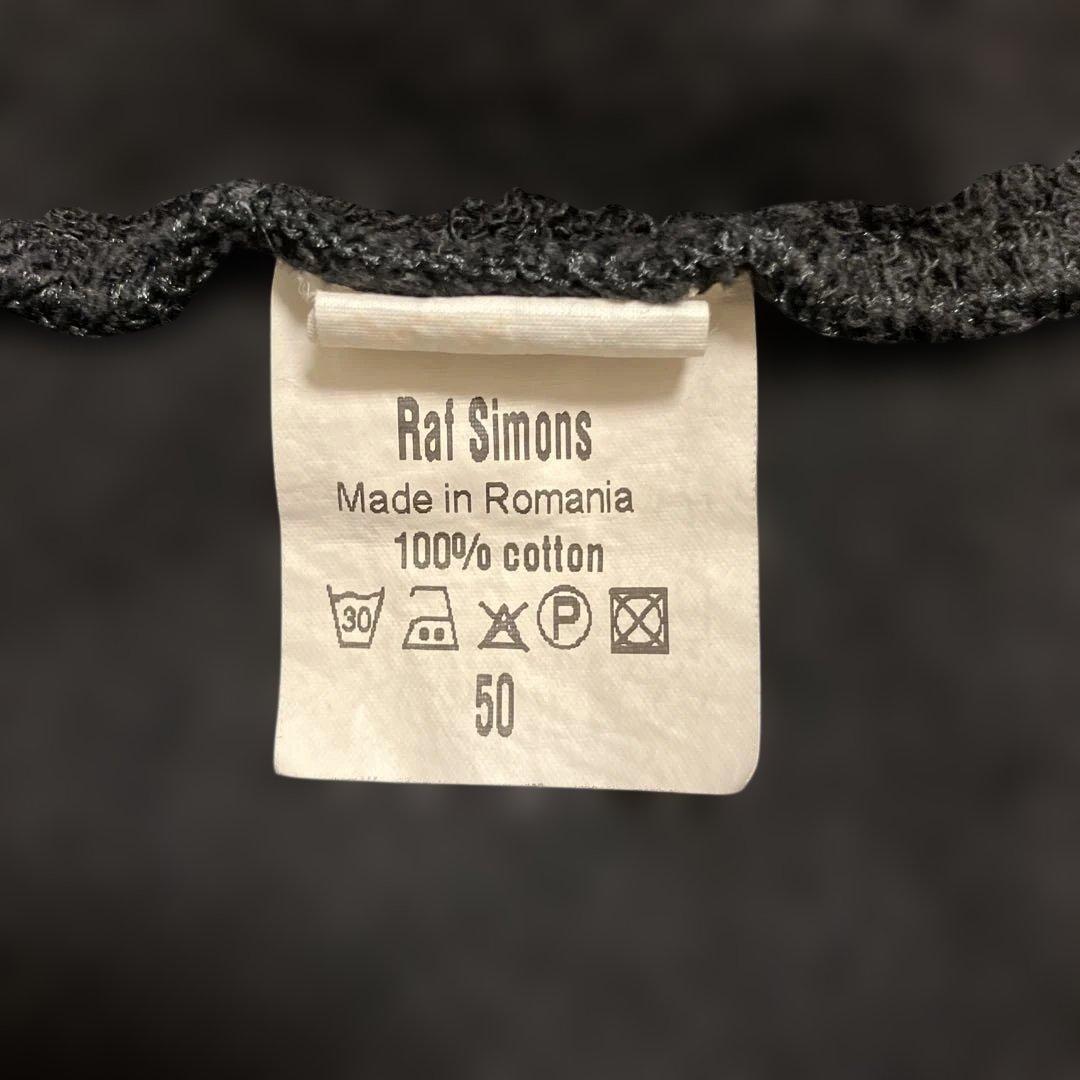 Raf Simons
Made in Romania
100% cotton
30 P
50